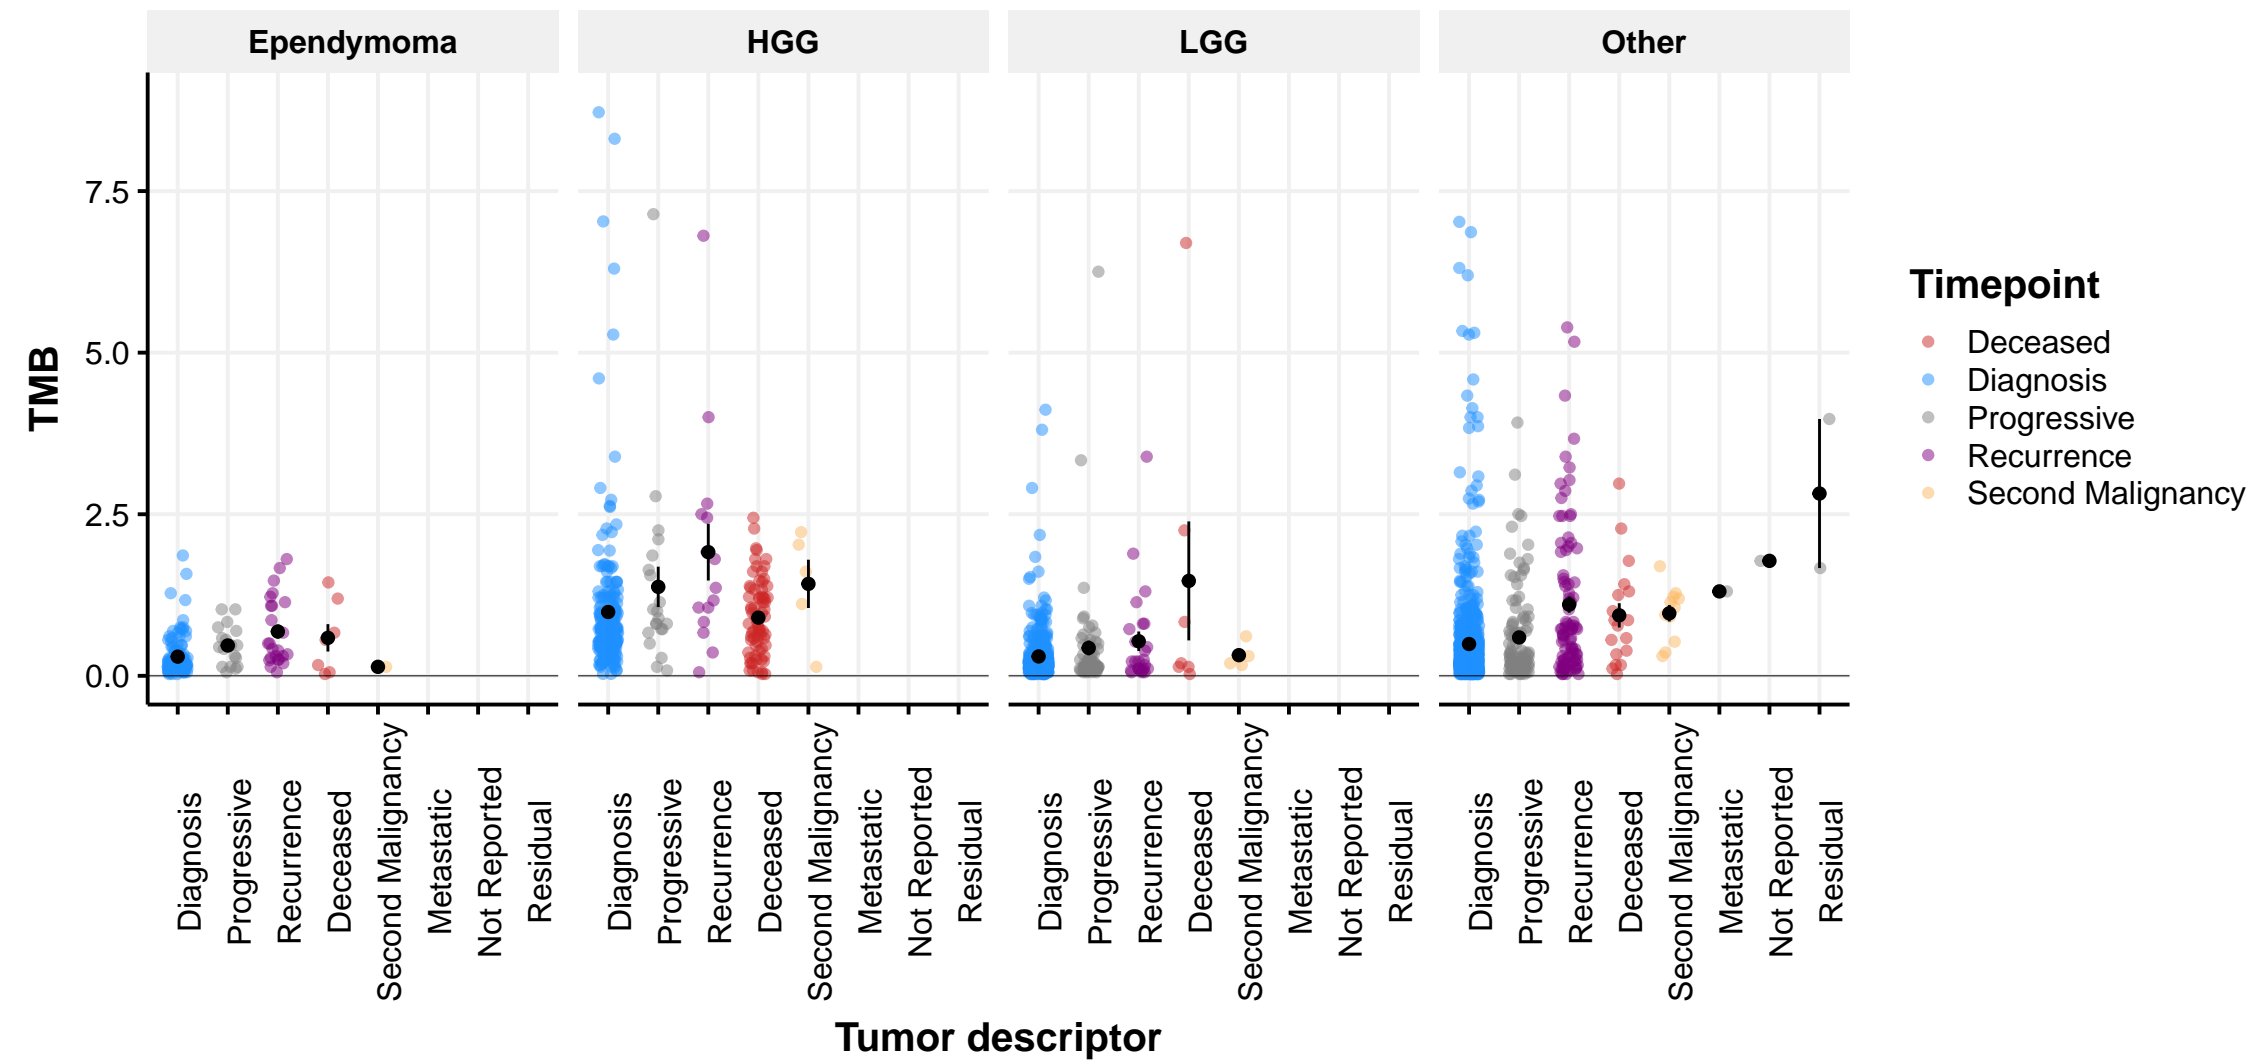 Ependymoma HGG LGG Other
TMB
7.5
5.0
2.5
0.0
Diagnosis Progressive Recurrence Deceased Second Malignancy Metastatic Not Reported Residual
Diagnosis Progressive Recurrence Deceased Second Malignancy Metastatic Not Reported Residual
Diagnosis Progressive Recurrence Deceased Second Malignancy Metastatic Not Reported Residual
Diagnosis Progressive Recurrence Deceased Second Malignancy Metastatic Not Reported Residual
Tumor descriptor
Timepoint
Deceased
Diagnosis
Progressive
Recurrence
Second Malignancy